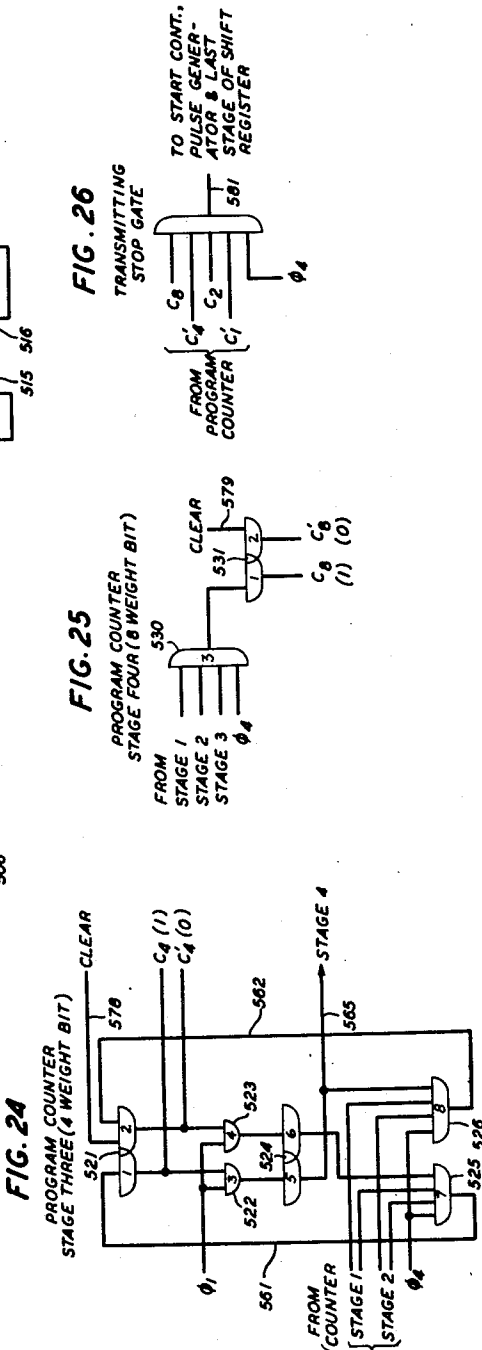 FIG. 24
PROGRAM COUNTER
STAGE THREE (4 WEIGHT BIT)
CLEAR
578
521
1
2
C4 (1)
C'4 (0)
523
4
3
522
524
5
6
ϕ1
STAGE 4
565
562
561
FROM
COUNTER
STAGE 1
STAGE 2
ϕ4
8
7
526
525
FIG. 25
PROGRAM COUNTER
STAGE FOUR (8 WEIGHT BIT)
530
3
FROM
STAGE 1
STAGE 2
STAGE 3
ϕ4
CLEAR
579
531
1
2
C8
(1)
C'8
(0)
515
516
FIG. 26
TRANSMITTING
STOP GATE
C8
C'4
C2
C'1
FROM
PROGRAM
COUNTER
ϕ4
581
TO START CONT.,
PULSE GENER-
ATOR & LAST
STAGE OF SHIFT
REGISTER